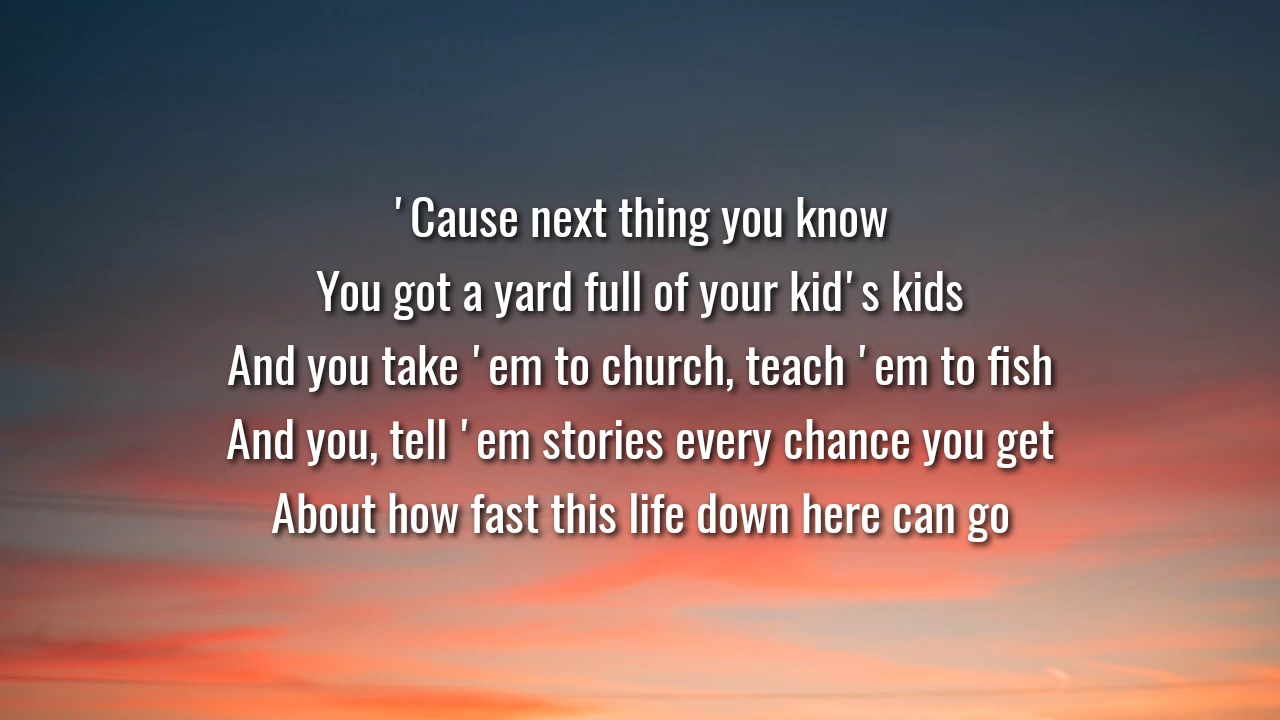 'Cause next thing you know
You got a yard full of your kid's kids
And you take 'em to church, teach 'em to fish
And you, tell 'em stories every chance you get
About how fast this life down here can go